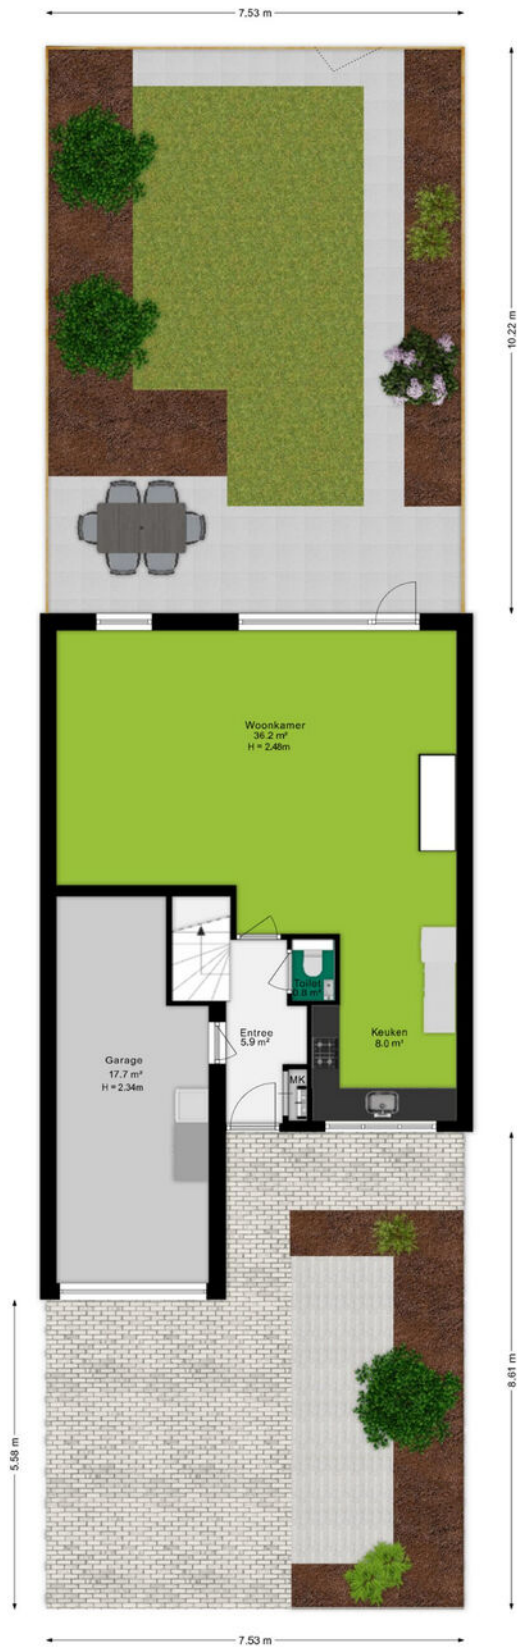 7.53 m
10.22 m
Woonkamer
36.2 m²
H = 2.48m
Toilet
0.8 m²
Entree
5.9 m²
Keuken
8.0 m²
Garage
17.7 m²
H = 2.34m
MK
8.61 m
5.58 m
7.53 m